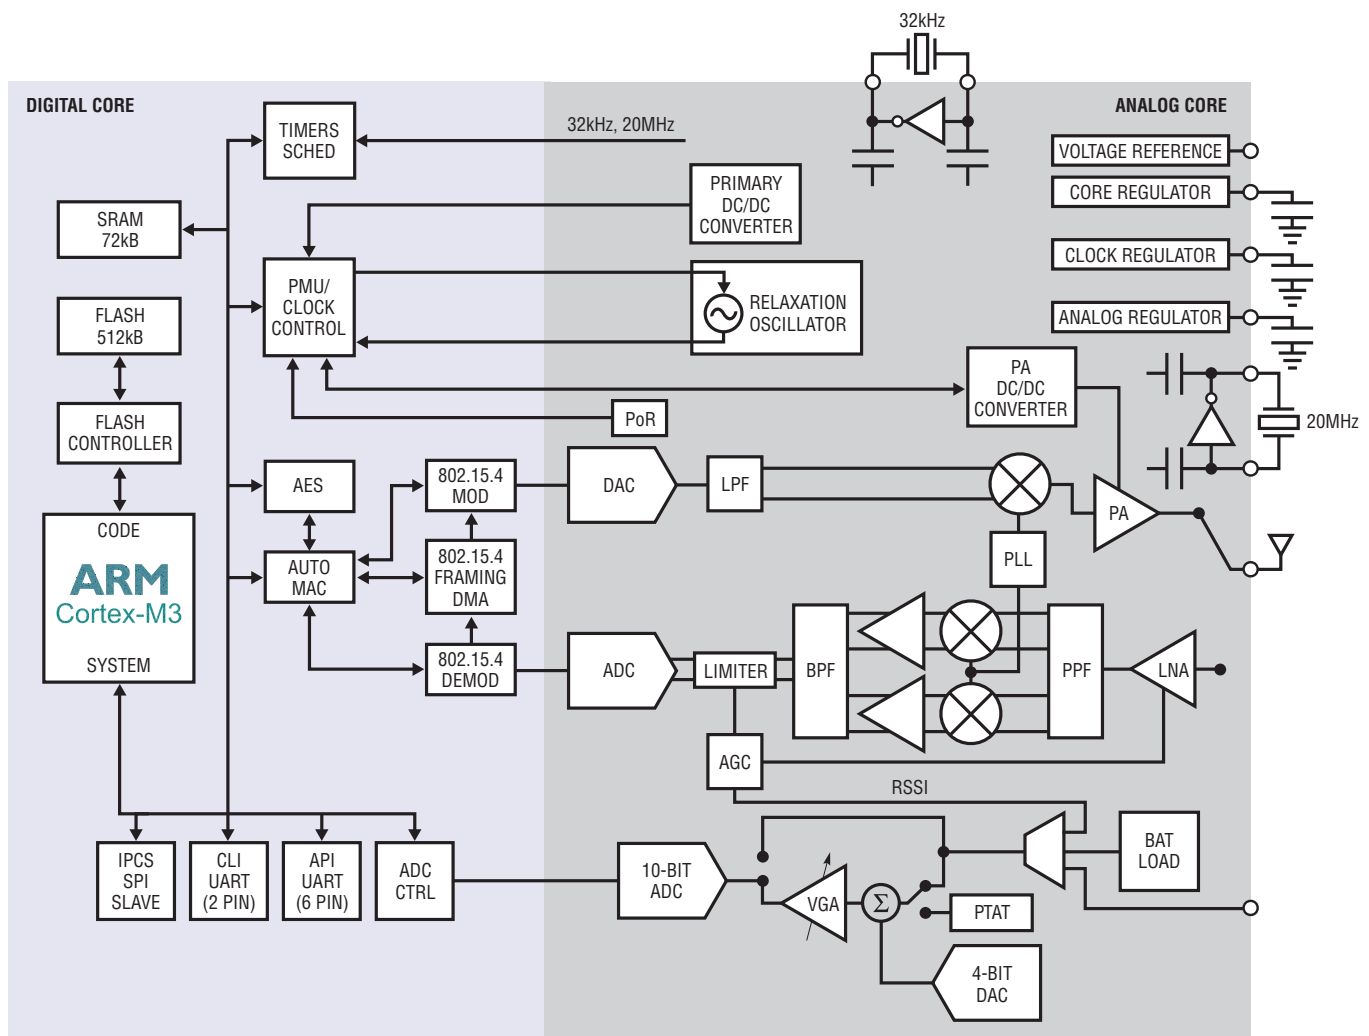 32kHz
DIGITAL CORE
ANALOG CORE
TIMERS
SCHED
32kHz, 20MHz
VOLTAGE REFERENCE
PRIMARY
DC/DC
CONVERTER
CORE REGULATOR
SRAM
72kB
CLOCK REGULATOR
PMU/
CLOCK
CONTROL
RELAXATION
OSCILLATOR
ANALOG REGULATOR
FLASH
512kB
PA
DC/DC
CONVERTER
FLASH
CONTROLLER
PoR
20MHz
AES
802.15.4
MOD
DAC
LPF
PA
CODE
ARM
Cortex-M3
SYSTEM
AUTO
MAC
802.15.4
FRAMING
DMA
PLL
802.15.4
DEMOD
ADC
LIMITER
BPF
PPF
LNA
AGC
RSSI
IPCS
SPI
SLAVE
CLI
UART
(2 PIN)
API
UART
(6 PIN)
ADC
CTRL
10-BIT
ADC
VGA
Σ
PTAT
BAT
LOAD
4-BIT
DAC